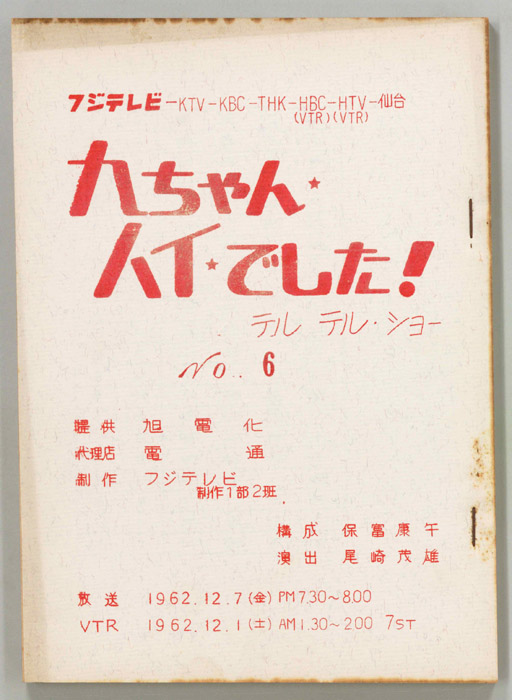 フジテレビ–KTV–KBC–THK–HBC–HTV–仙台
(VTR)(VTR)
九ちゃん・
ハイ・でした!
テル テル・ショー
No. 6
提供 旭電化
代理店 電通
制作 フジテレビ
制作1部2班
構成 保富康午
演出 尾崎茂雄
放送 1962.12.7(金)PM7.30~8.00
VTR 1962.12.1(土)AM1.30~2.00 7ST